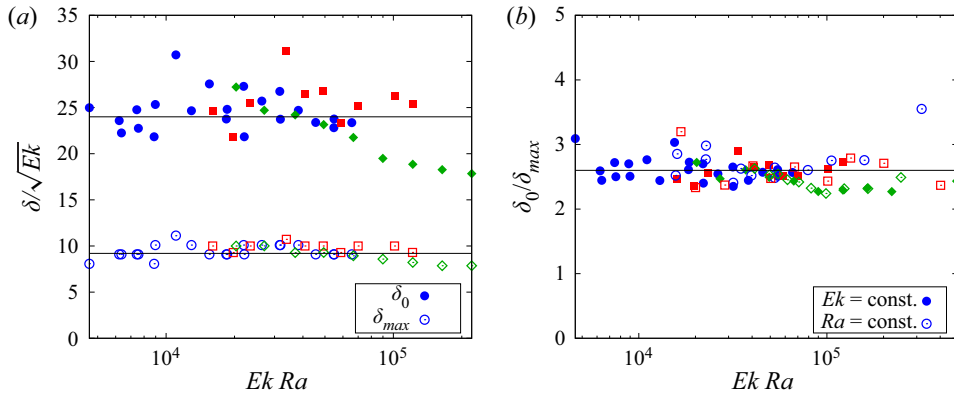 (a)
35
30
25
20
15
10
5
0
δ/√Ek
δ₀
δmax
10⁴
10⁵
Ek Ra
(b)
5
4
3
2
1
0
δ₀/δmax
Ek = const.
Ra = const.
10⁴
10⁵
Ek Ra